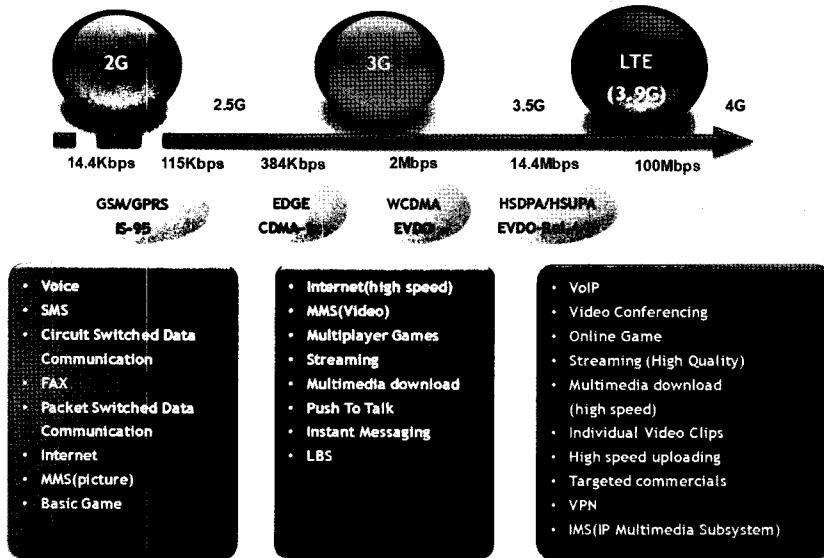 2G
3G
LTE
(3.9G)
2.5G
3.5G
4G
14.4Kbps
115Kbps
384Kbps
2Mbps
14.4Mbps
100Mbps
GSM/GPRS
IS-95
EDGE
WCDMA
EVDO
HSDPA/HSUPA
• Voice
• SMS
• Circuit Switched Data
Communication
• FAX
• Packet Switched Data
Communication
• Internet
• MMS(picture)
• Basic Game
• Internet(high speed)
• MMS(Video)
• Multiplayer Games
• Streaming
• Multimedia download
• Push To Talk
• Instant Messaging
• LBS
• VoIP
• Video Conferencing
• Online Game
• Streaming (High Quality)
• Multimedia download
(high speed)
• Individual Video Clips
• High speed uploading
• Targeted commercials
• VPN
• IMS(IP Multimedia Subsystem)